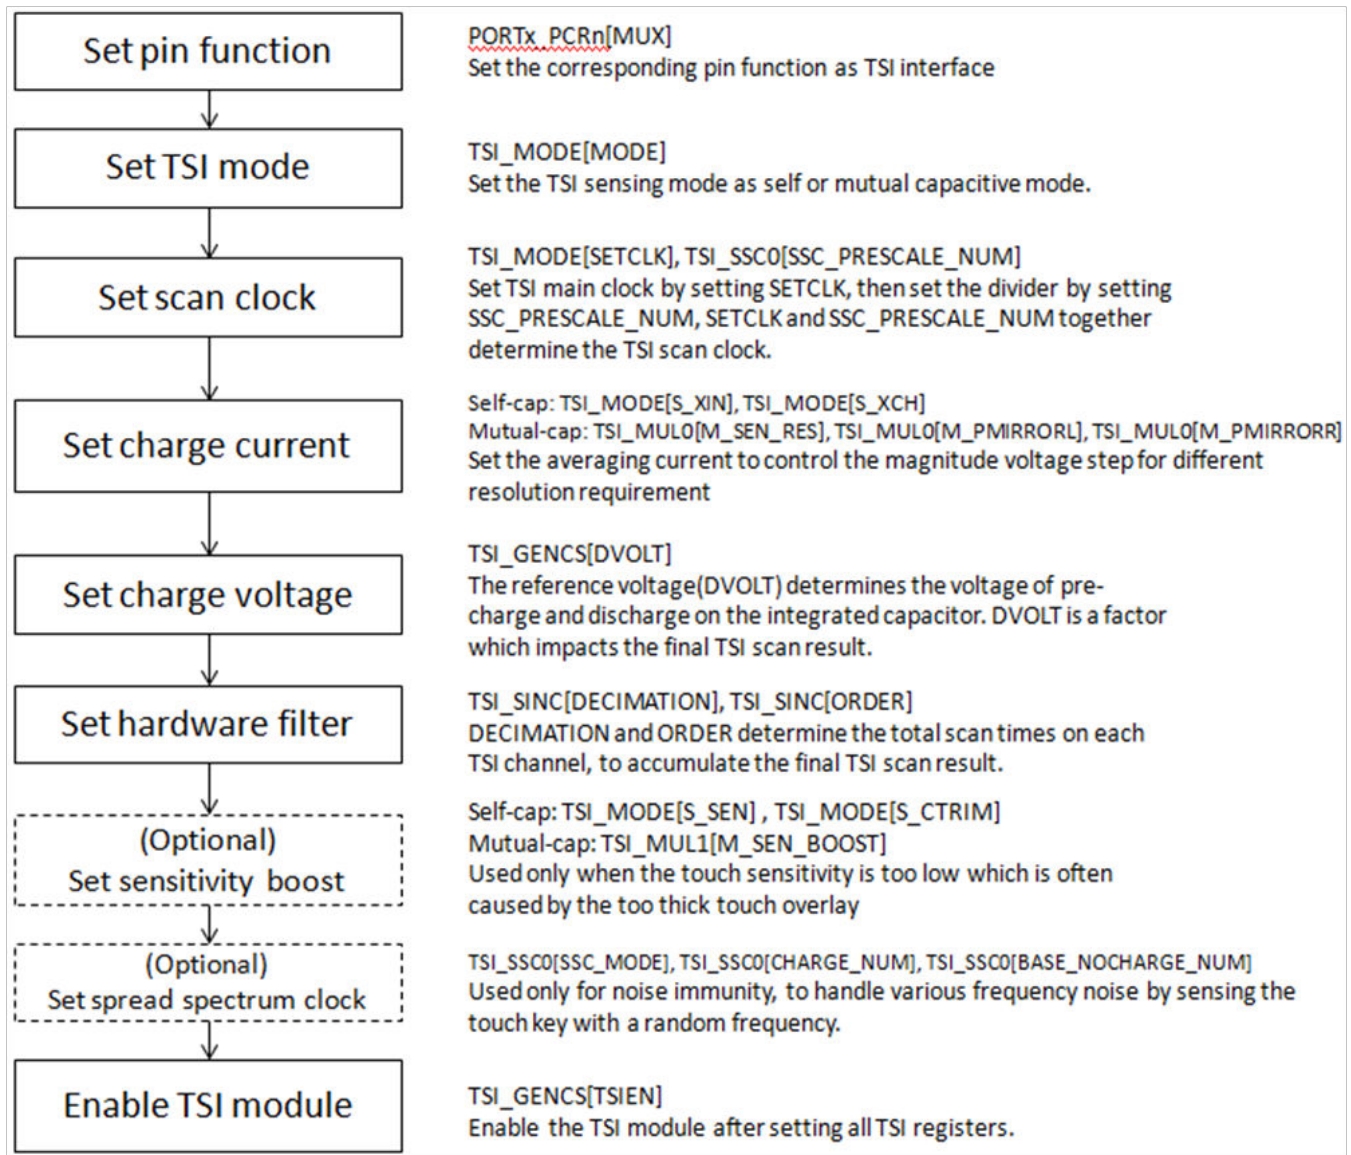 Set pin function
PORTx_PCRn[MUX]
Set the corresponding pin function as TSI interface
Set TSI mode
TSI_MODE[MODE]
Set the TSI sensing mode as self or mutual capacitive mode.
Set scan clock
TSI_MODE[SETCLK], TSI_SSC0[SSC_PRESCALE_NUM]
Set TSI main clock by setting SETCLK, then set the divider by setting
SSC_PRESCALE_NUM, SETCLK and SSC_PRESCALE_NUM together
determine the TSI scan clock.
Set charge current
Self-cap: TSI_MODE[S_XIN], TSI_MODE[S_XCH]
Mutual-cap: TSI_MUL0[M_SEN_RES], TSI_MUL0[M_PMIRRORL], TSI_MUL0[M_PMIRRORR]
Set the averaging current to control the magnitude voltage step for different
resolution requirement
Set charge voltage
TSI_GENCS[DVOLT]
The reference voltage(DVOLT) determines the voltage of pre-
charge and discharge on the integrated capacitor. DVOLT is a factor
which impacts the final TSI scan result.
Set hardware filter
TSI_SINC[DECIMATION], TSI_SINC[ORDER]
DECIMATION and ORDER determine the total scan times on each
TSI channel, to accumulate the final TSI scan result.
(Optional)
Set sensitivity boost
Self-cap: TSI_MODE[S_SEN] , TSI_MODE[S_CTRIM]
Mutual-cap: TSI_MUL1[M_SEN_BOOST]
Used only when the touch sensitivity is too low which is often
caused by the too thick touch overlay
(Optional)
Set spread spectrum clock
TSI_SSC0[SSC_MODE], TSI_SSC0[CHARGE_NUM], TSI_SSC0[BASE_NOCHARGE_NUM]
Used only for noise immunity, to handle various frequency noise by sensing the
touch key with a random frequency.
Enable TSI module
TSI_GENCS[TSIEN]
Enable the TSI module after setting all TSI registers.